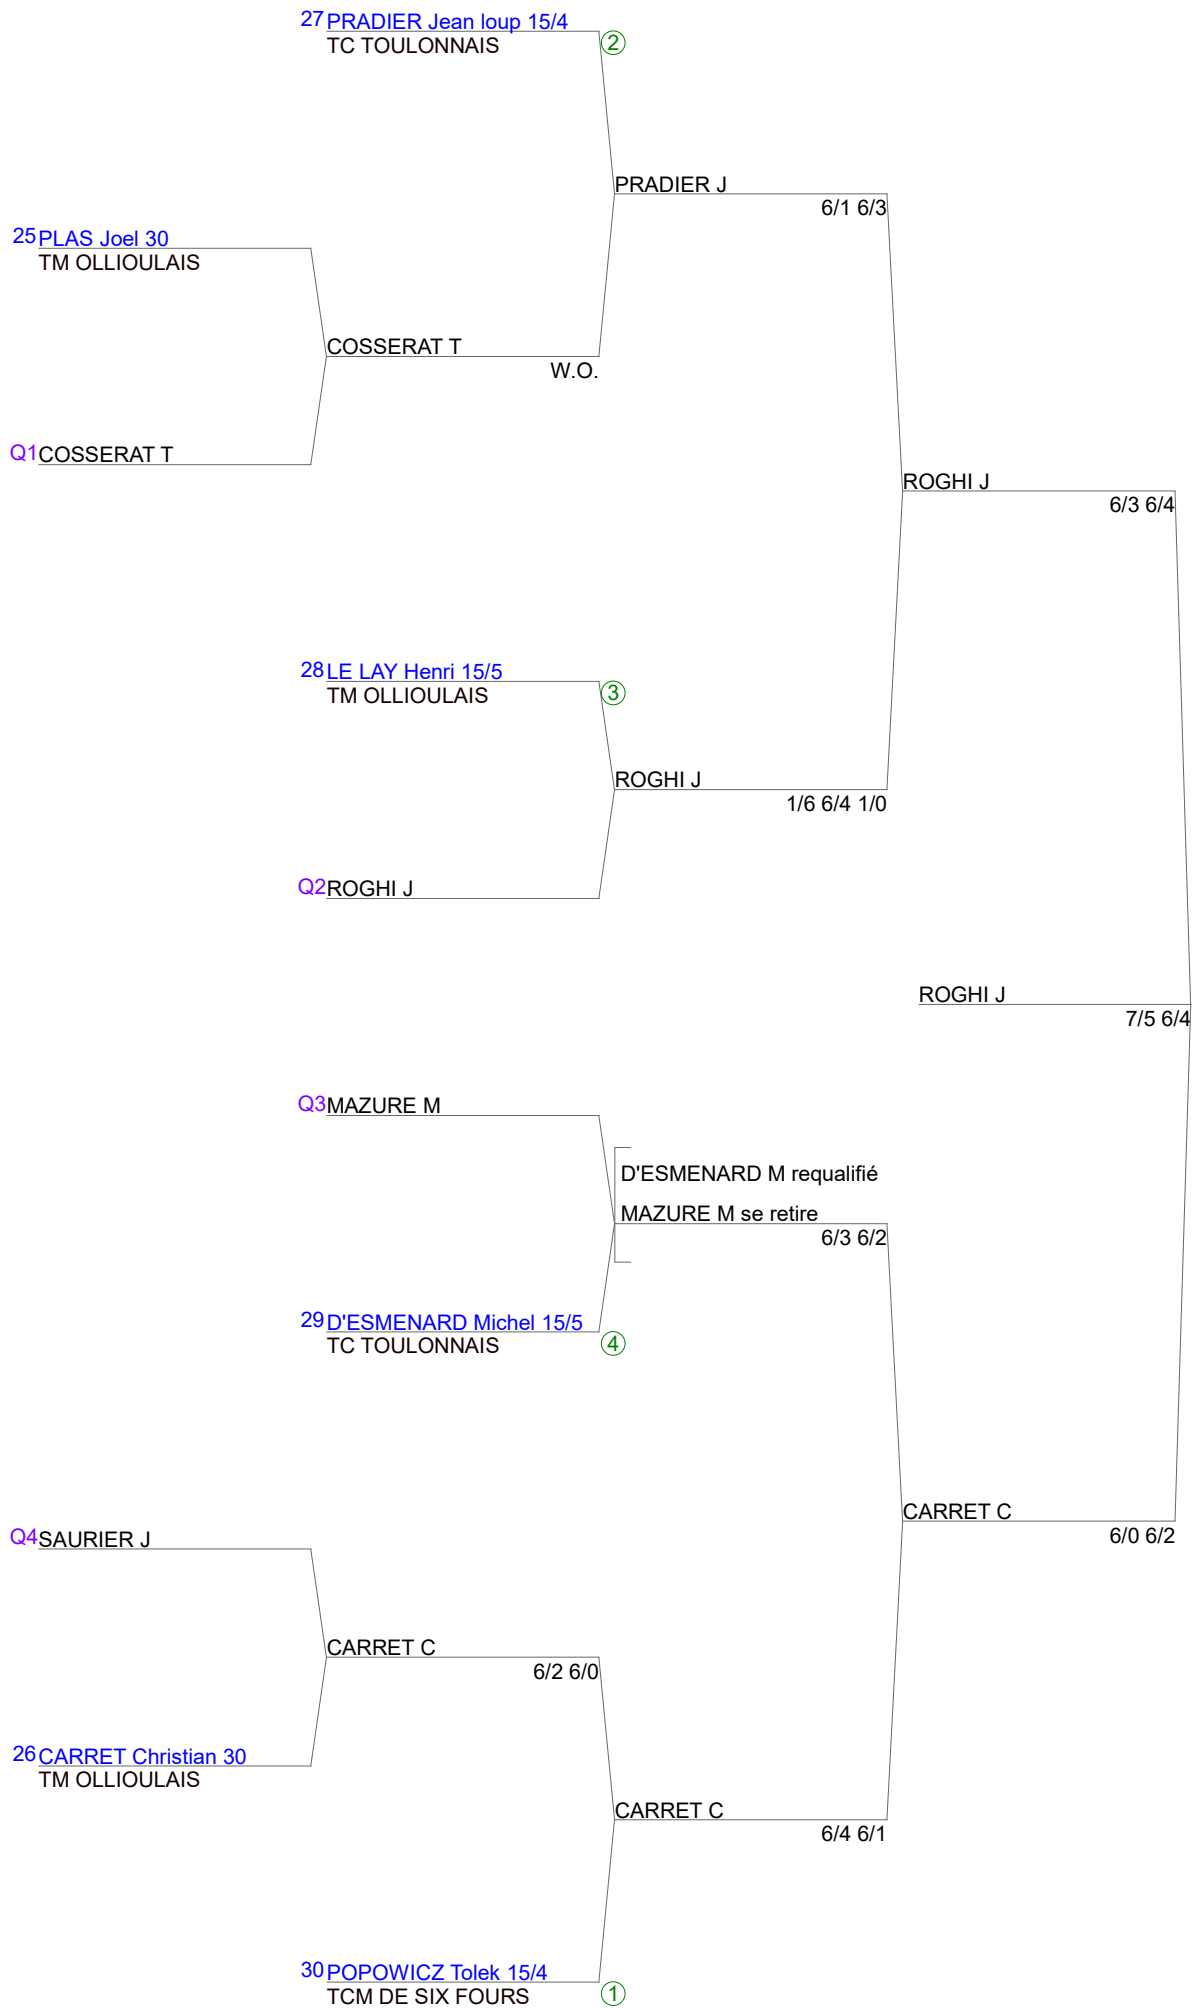 27 PRADIER Jean loup 15/4
TC TOULONNAIS
2
PRADIER J
6/1 6/3
25 PLAS Joel 30
TM OLLIOULAIS
COSSERAT T
W.O.
Q1 COSSERAT T
ROGHI J
6/3 6/4
28 LE LAY Henri 15/5
TM OLLIOULAIS
3
ROGHI J
1/6 6/4 1/0
Q2 ROGHI J
ROGHI J
7/5 6/4
Q3 MAZURE M
D'ESMENARD M requalifié
MAZURE M se retire
6/3 6/2
29 D'ESMENARD Michel 15/5
TC TOULONNAIS
4
CARRET C
6/0 6/2
Q4 SAURIER J
CARRET C
6/2 6/0
26 CARRET Christian 30
TM OLLIOULAIS
CARRET C
6/4 6/1
30 POPOWICZ Tolek 15/4
TCM DE SIX FOURS
1